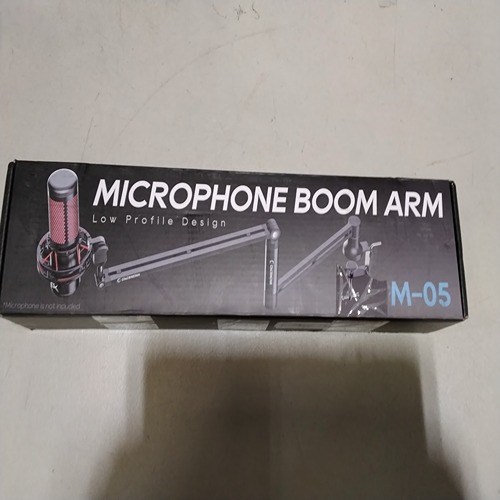 MICROPHONE BOOM ARM
Low Profile Design
M-05
*Microphone is not included